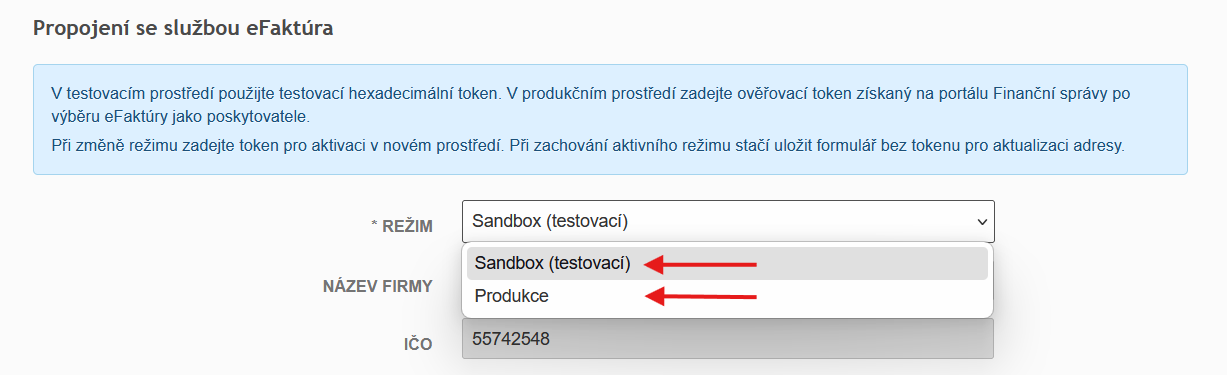 Propojení se službou eFaktúra
V testovacím prostředí použijte testovací hexadecimální token. V produkčním prostředí zadejte ověřovací token získaný na portálu Finanční správy po
výběru eFaktúry jako poskytovatele.
Při změně režimu zadejte token pro aktivaci v novém prostředí. Při zachování aktivního režimu stačí uložit formulář bez tokenu pro aktualizaci adresy.
* REŽIM
Sandbox (testovací)
Sandbox (testovací)
NÁZEV FIRMY
Produkce
IČO
55742548